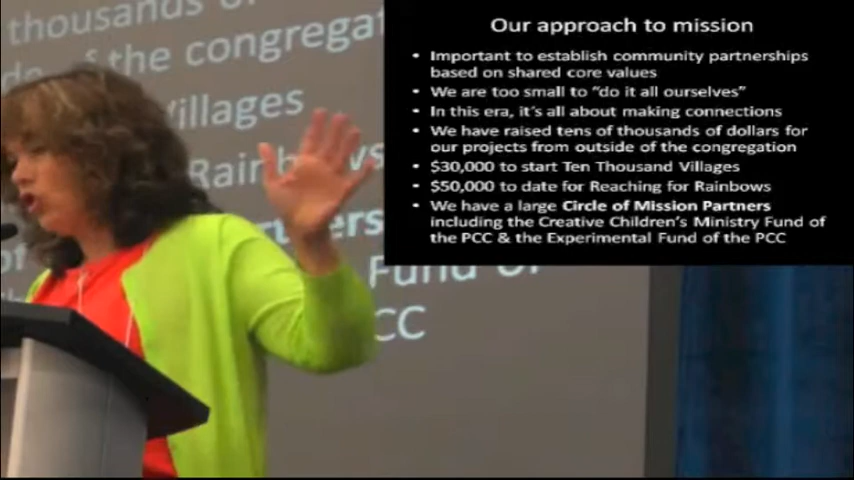 Our approach to mission
• Important to establish community partnerships
based on shared core values
• We are too small to "do it all ourselves"
• In this era, it's all about making connections
• We have raised tens of thousands of dollars for
our projects from outside of the congregation
• $30,000 to start Ten Thousand Villages
• $50,000 to date for Reaching for Rainbows
• We have a large Circle of Mission Partners
including the Creative Children's Ministry Fund of
the PCC & the Experimental Fund of the PCC
thousands
of the congregat
Villages
Rainbows
Fund of
CC